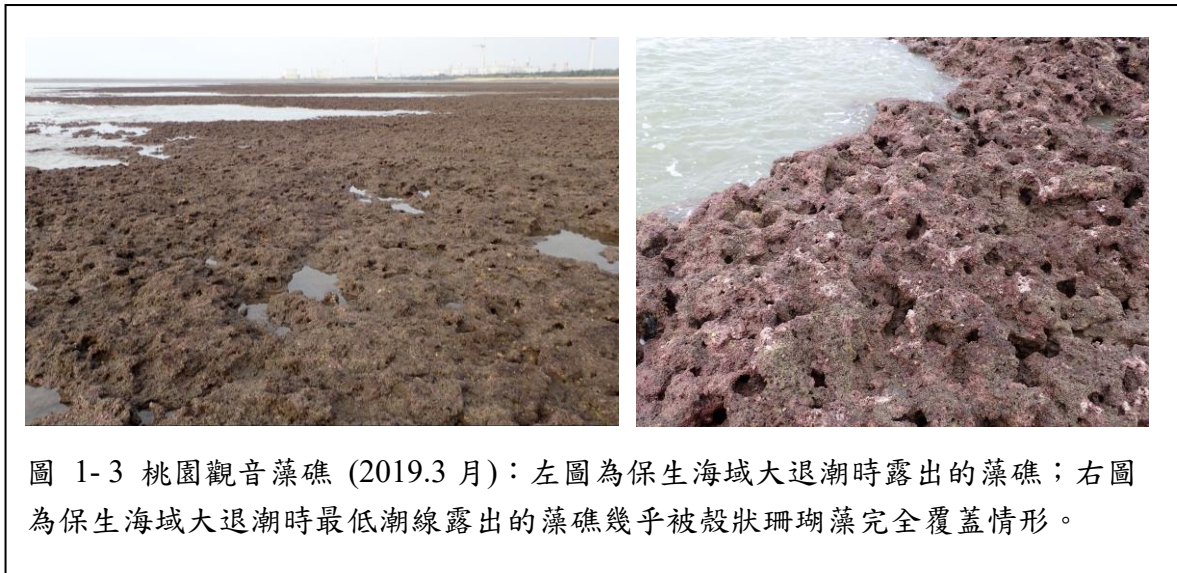 圖 1- 3 桃園觀音藻礁 (2019.3 月)：左圖為保生海域大退潮時露出的藻礁；右圖
為保生海域大退潮時最低潮線露出的藻礁幾乎被殼狀珊瑚藻完全覆蓋情形。